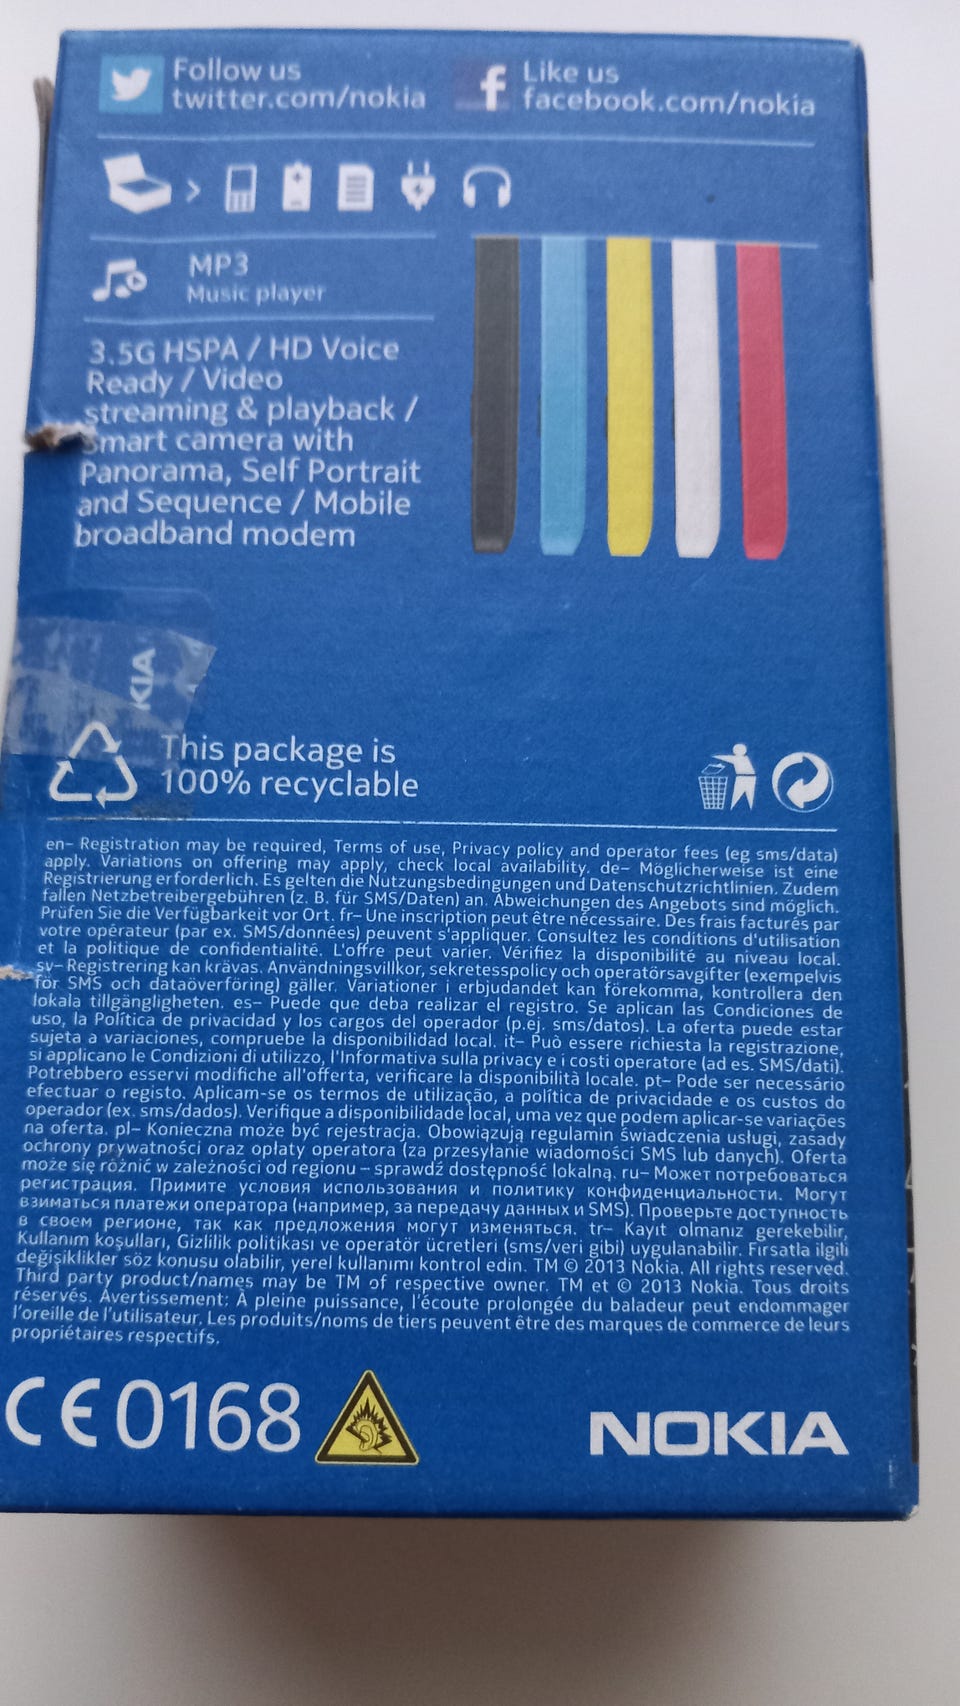 Follow us
twitter.com/nokia
Like us
facebook.com/nokia
MP3
Music player
3.5G HSPA / HD Voice
Ready / Video
streaming & playback /
Smart camera with
Panorama, Self Portrait
and Sequence / Mobile
broadband modem
KIA
This package is
100% recyclable
en– Registration may be required, Terms of use, Privacy policy and operator fees (eg sms/data)
apply. Variations on offering may apply, check local availability. de– Möglicherweise ist eine
Registrierung erforderlich. Es gelten die Nutzungsbedingungen und Datenschutzrichtlinien. Zudem
fallen Netzbetreibergebühren (z. B. für SMS/Daten) an. Abweichungen des Angebots sind möglich.
Prüfen Sie die Verfügbarkeit vor Ort. fr– Une inscription peut être nécessaire. Des frais facturés par
votre opérateur (par ex. SMS/données) peuvent s'appliquer. Consultez les conditions d'utilisation
et la politique de confidentialité. L'offre peut varier. Vérifiez la disponibilité au niveau local.
sv– Registrering kan krävas. Användningsvillkor, sekretesspolicy och operatörsavgifter (exempelvis
för SMS och dataöverföring) gäller. Variationer i erbjudandet kan förekomma, kontrollera den
lokala tillgängligheten. es– Puede que deba realizar el registro. Se aplican las Condiciones de
uso, la Política de privacidad y los cargos del operador (p.ej. sms/datos). La oferta puede estar
sujeta a variaciones, compruebe la disponibilidad local. it– Può essere richiesta la registrazione,
si applicano le Condizioni di utilizzo, l'Informativa sulla privacy e i costi operatore (ad es. SMS/dati).
Potrebbero esservi modifiche all'offerta, verificare la disponibilità locale. pt– Pode ser necessário
efectuar o registo. Aplicam-se os termos de utilização, a política de privacidade e os custos do
operador (ex. sms/dados). Verifique a disponibilidade local, uma vez que podem aplicar-se variações
na oferta. pl– Konieczna może być rejestracja. Obowiązują regulamin świadczenia usługi, zasady
ochrony prywatności oraz opłaty operatora (za przesyłanie wiadomości SMS lub danych). Oferta
może się różnić w zależności od regionu – sprawdź dostępność lokalną. ru– Может потребоваться
регистрация. Примите условия использования и политику конфиденциальности. Могут
взиматься платежи оператора (например, за передачу данных и SMS). Проверьте доступность
в своем регионе, так как предложения могут изменяться. tr– Kayıt olmanız gerekebilir,
Kullanım koşulları, Gizlilik politikası ve operatör ücretleri (sms/veri gibi) uygulanabilir. Fırsatla ilgili
değişiklikler söz konusu olabilir, yerel kullanımı kontrol edin. TM © 2013 Nokia. All rights reserved.
Third party product/names may be TM of respective owner. TM et © 2013 Nokia. Tous droits
réservés. Avertissement: À pleine puissance, l'écoute prolongée du baladeur peut endommager
l'oreille de l'utilisateur. Les produits/noms de tiers peuvent être des marques de commerce de leurs
propriétaires respectifs.
CE0168
NOKIA